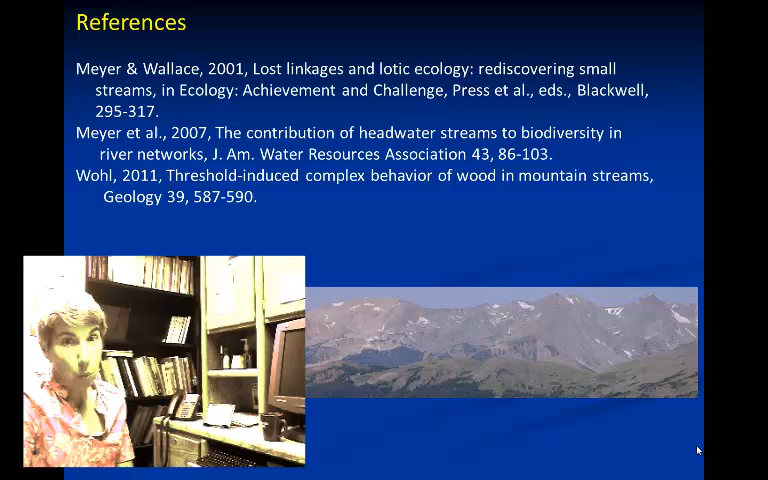 References
Meyer & Wallace, 2001, Lost linkages and lotic ecology: rediscovering small
streams, in Ecology: Achievement and Challenge, Press et al., eds., Blackwell,
295-317.
Meyer et al., 2007, The contribution of headwater streams to biodiversity in
river networks, J. Am. Water Resources Association 43, 86-103.
Wohl, 2011, Threshold-induced complex behavior of wood in mountain streams,
Geology 39, 587-590.